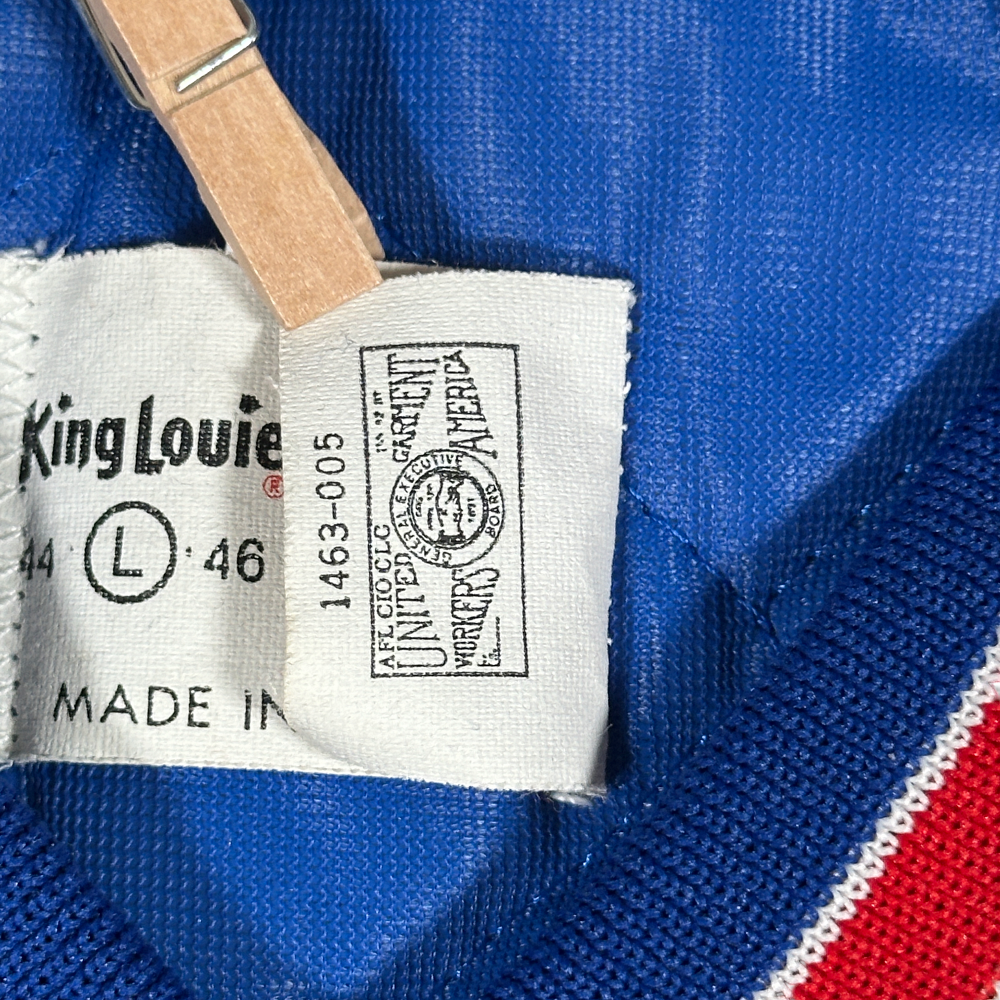 King Louie
®
44 L 46
MADE IN
1463-005
AFL CIO CLC
UNITED GARMENT
WORKERS AMERICA
GENERAL EXECUTIVE BOARD